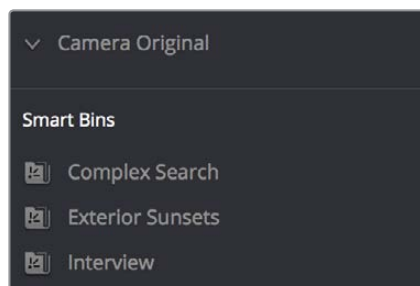 Camera Original
Smart Bins
Complex Search
Exterior Sunsets
Interview